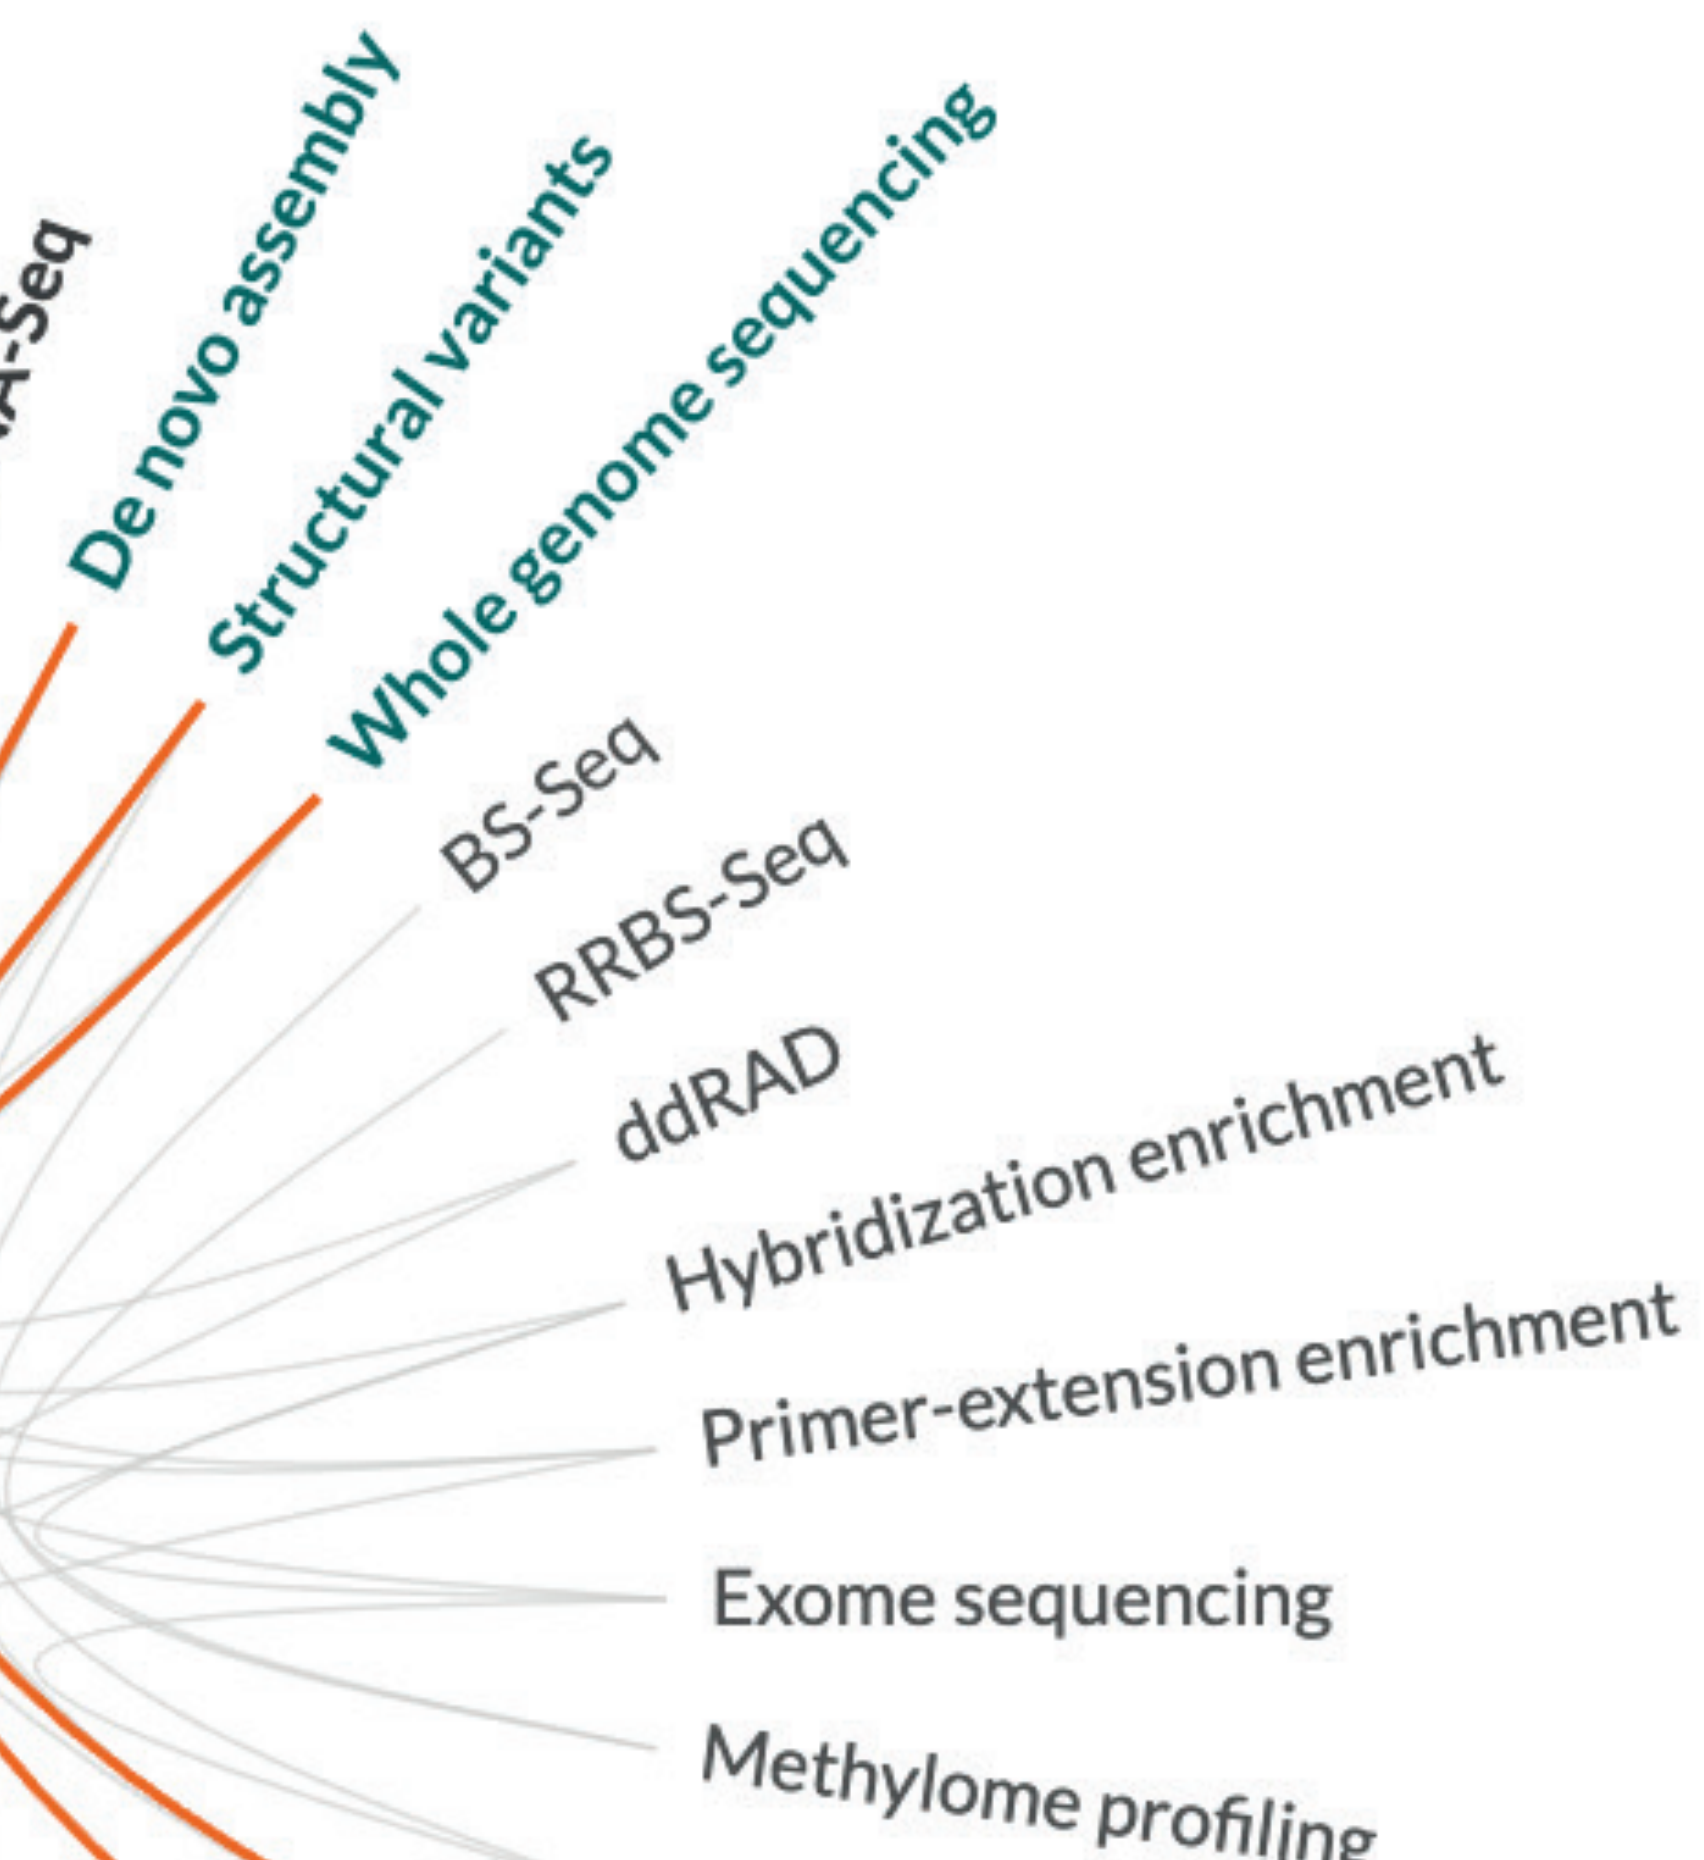 A-Seq
De novo assembly
Structural variants
Whole genome sequencing
BS-Seq
RRBS-Seq
ddRAD
Hybridization enrichment
Primer-extension enrichment
Exome sequencing
Methylome profiling